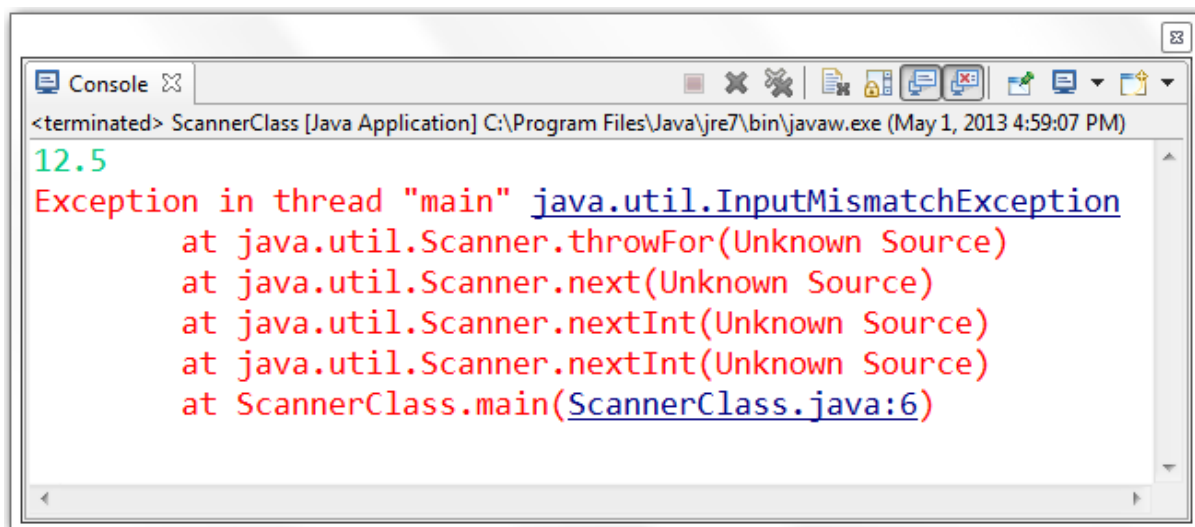 Console
<terminated> ScannerClass [Java Application] C:\Program Files\Java\jre7\bin\javaw.exe (May 1, 2013 4:59:07 PM)
12.5
Exception in thread "main" java.util.InputMismatchException
at java.util.Scanner.throwFor(Unknown Source)
at java.util.Scanner.next(Unknown Source)
at java.util.Scanner.nextInt(Unknown Source)
at java.util.Scanner.nextInt(Unknown Source)
at ScannerClass.main(ScannerClass.java:6)